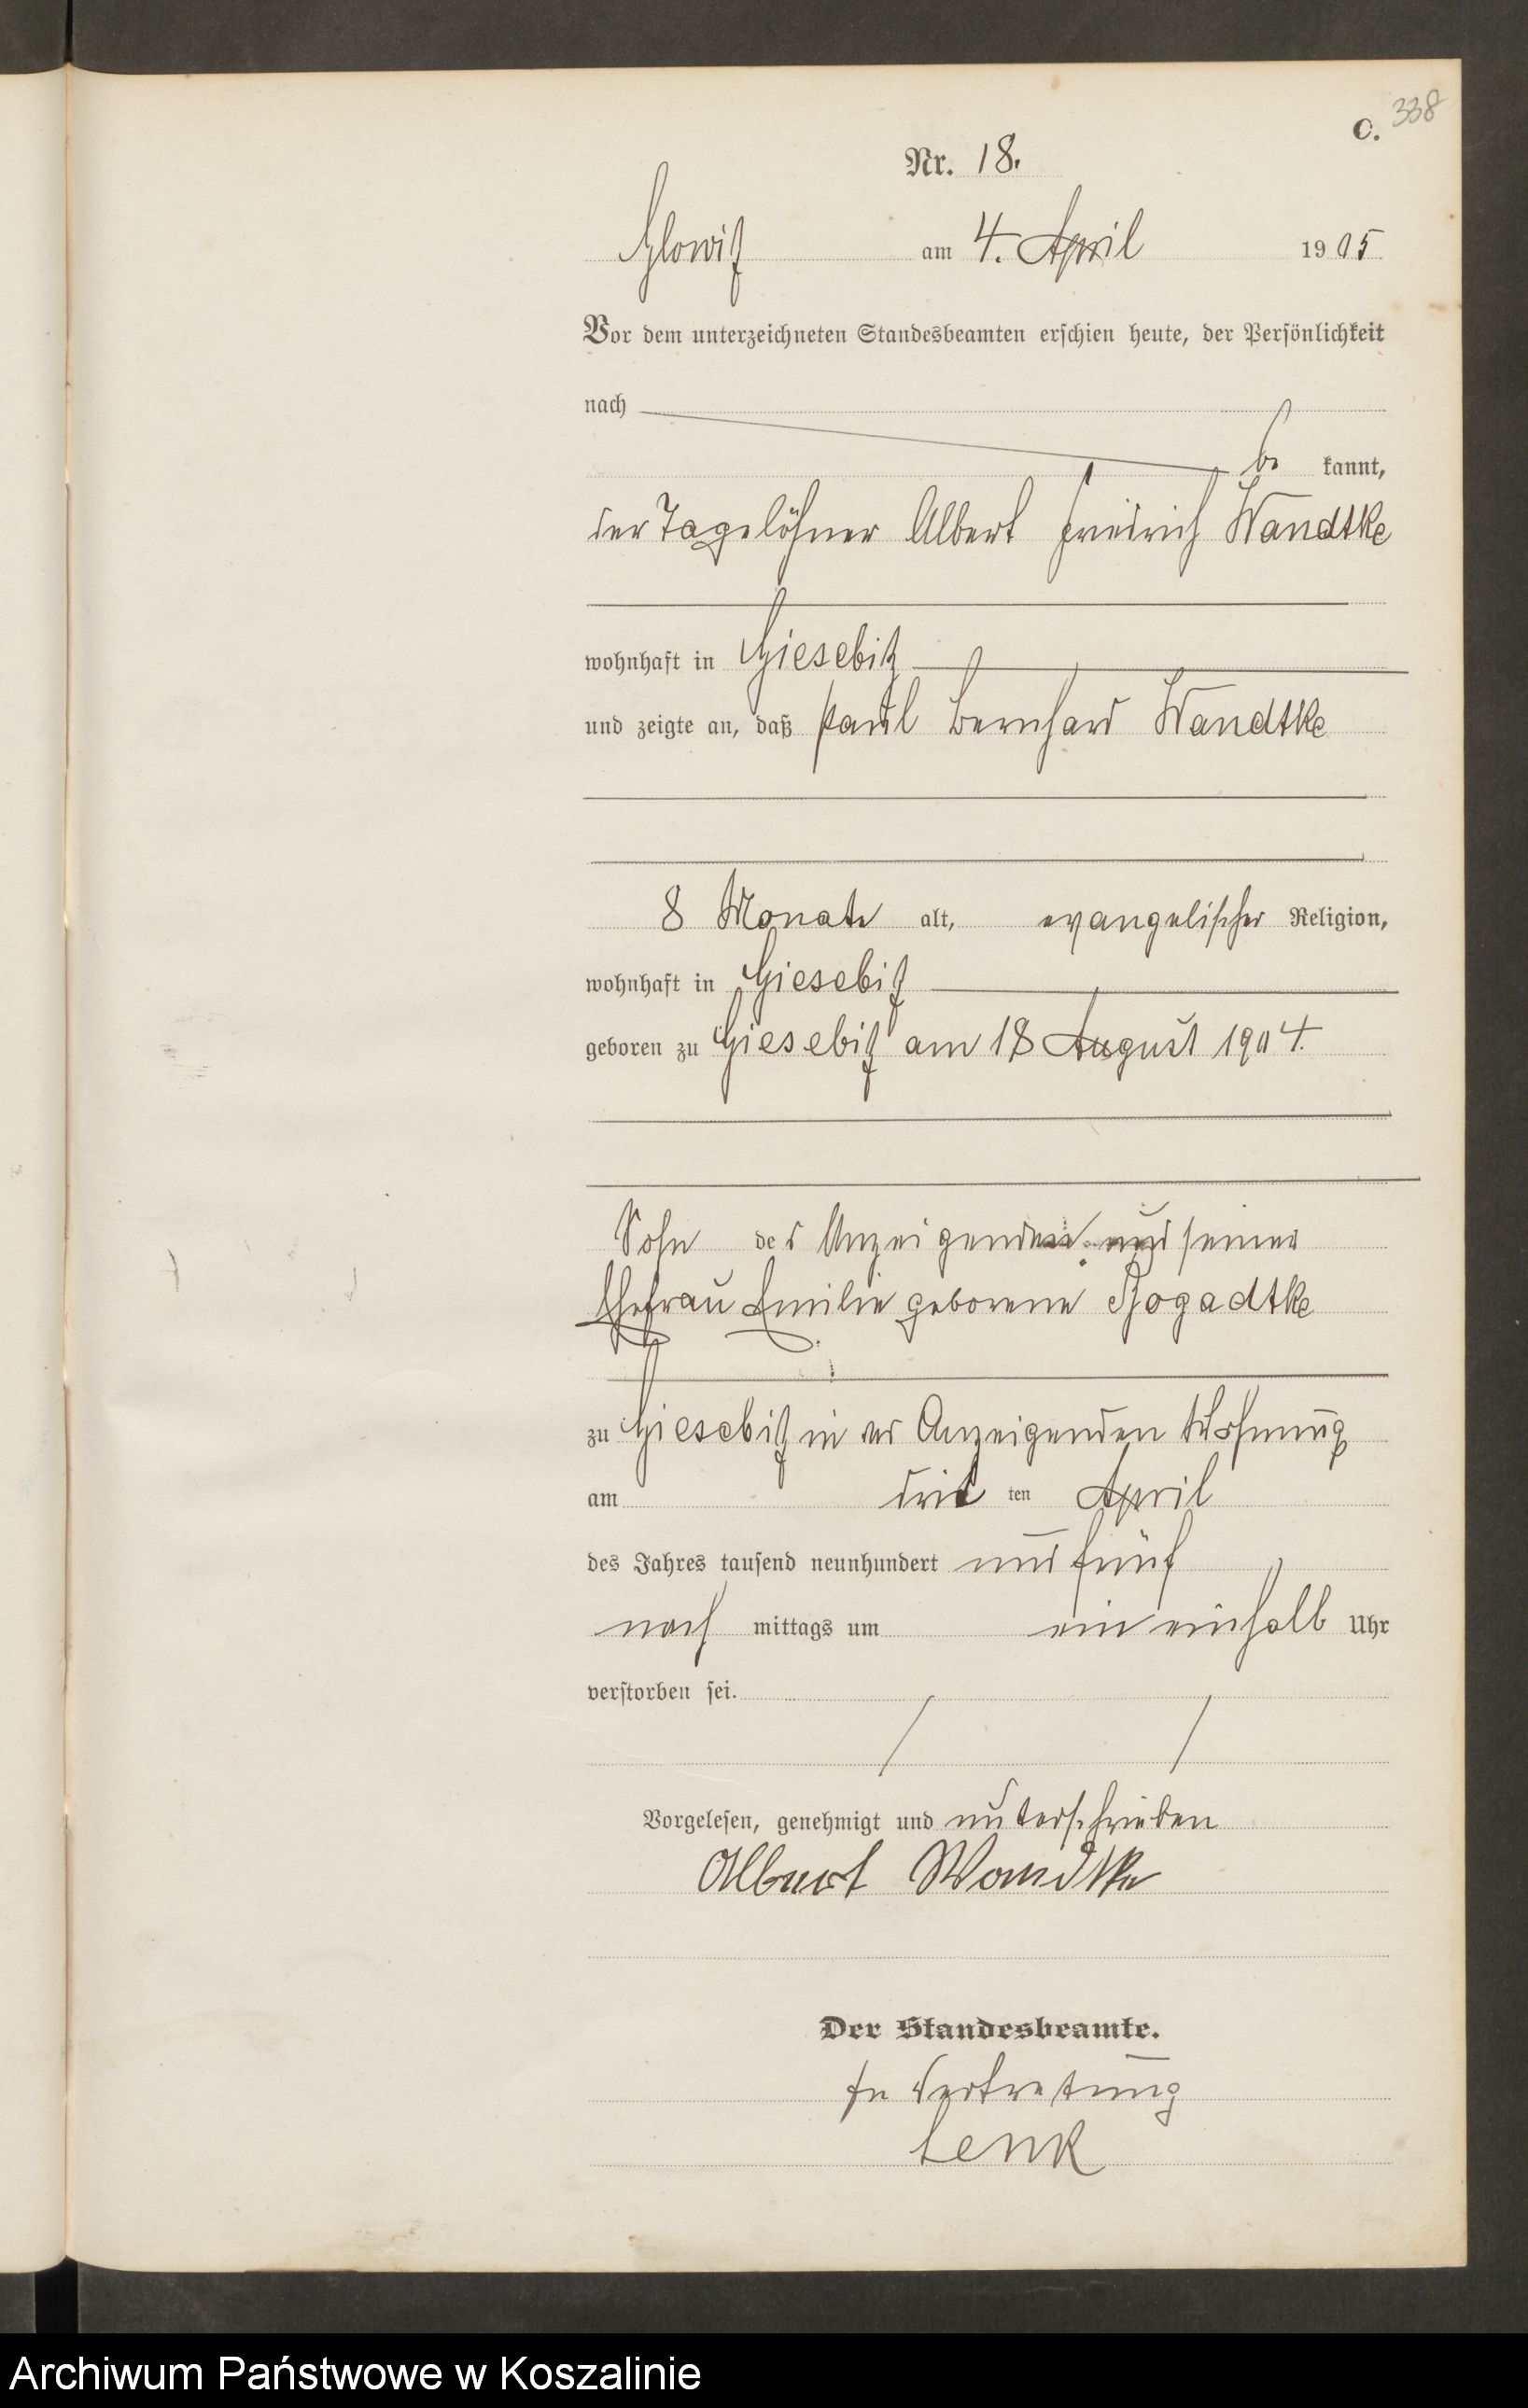 338
C.
Nr. 18.
Glowitz am 4. April 1905
Vor dem unterzeichneten Standesbeamten erschien heute, der Persönlichkeit
nach
be kannt,
der Tagelöhner Albert Friedrich Wandtke
wohnhaft in Giesebitz
und zeigte an, daß Paul Bernhard Wandtke
8 Monate alt, evangelischer Religion,
wohnhaft in Giesebitz
geboren zu Giesebitz am 18 August 1904.
Sohn des Anzeigenden und seiner
Ehefrau Emilie geborene
zu Giesebitz in des Anzeigenden Wohnung
am drit ten April
des Jahres tausend neunhundert und fünf
nach mittags um ein einhalb Uhr
verstorben sei.
Vorgelesen, genehmigt und unterschrieben
Albert Wandtke
Der Standesbeamte.
In Vertretung
Lenk
Archiwum Państwowe w Koszalinie